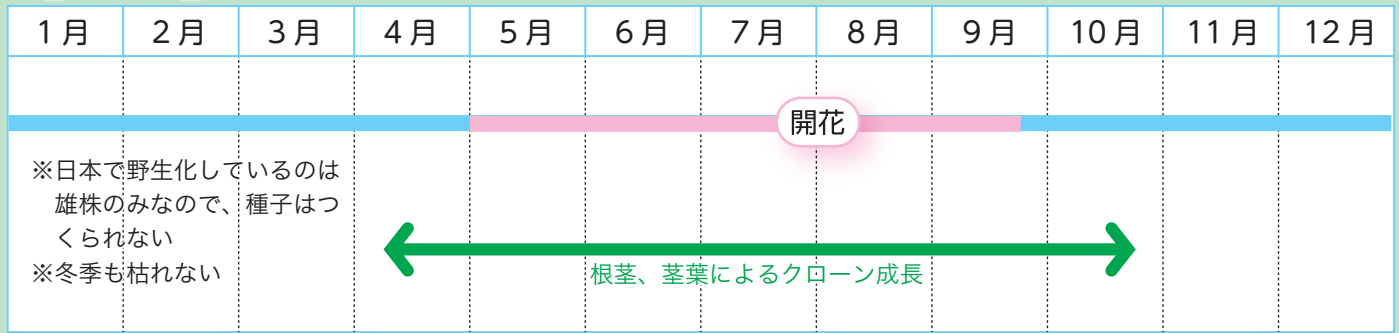 1月 2月 3月 4月 5月 6月 7月 8月 9月 10月 11月 12月
開花
※日本で野生化しているのは
雄株のみなので、種子はつ
くられない
※冬季も枯れない
根茎、茎葉によるクローン成長